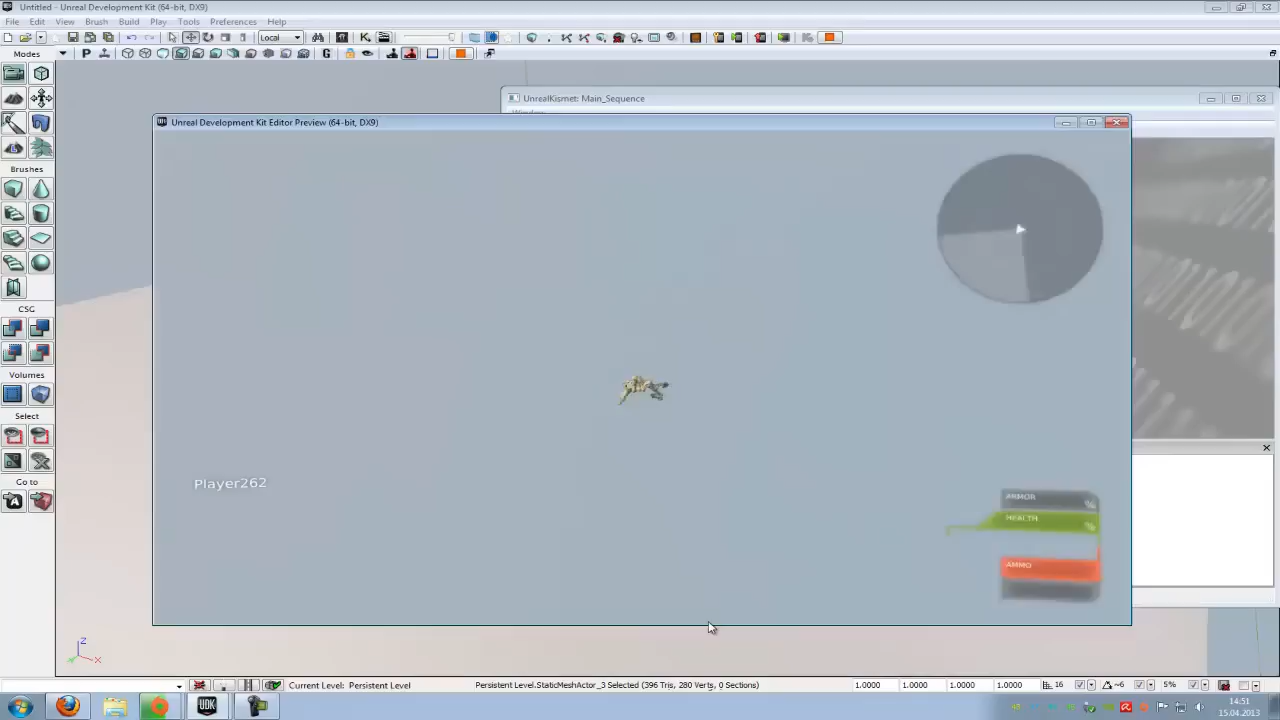 Untitled - Unreal Development Kit (64-bit, DX9)
File Edit View Brush Build Play Tools Preferences Help
Local
Modes
P
G
UnrealKismet: Main_Sequence
Unreal Development Kit Editor Preview (64-bit, DX9)
Brushes
CSG
Volumes
Select
Go to
Player262
ARMOR
%
HEALTH
%
AMMO
Z
X
Current Level: Persistent Level
Persistent Level.StaticMeshActor_3 Selected (396 Tris, 280 Verts, 0 Sections)
1.0000 1.0000 1.0000 1.0000
16
5%
UDK
14:51
15.04.2013